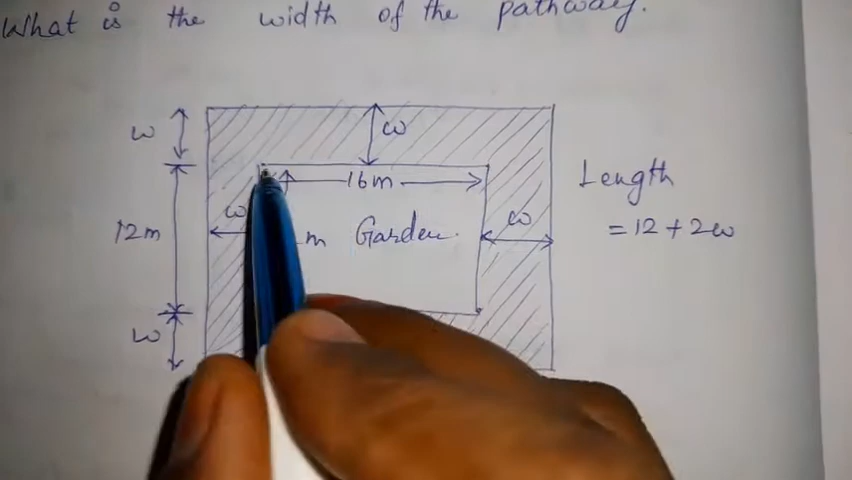 What is the width of the pathway.
w
w
16m
Length
w
Garden
w
= 12 + 2w
12m
m
w